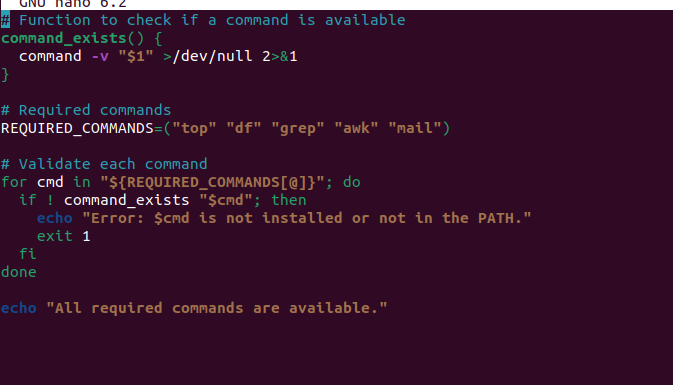 GNU nano 6.2
# Function to check if a command is available
command_exists() {
  command -v "$1" >/dev/null 2>&1
}

# Required commands
REQUIRED_COMMANDS=("top" "df" "grep" "awk" "mail")

# Validate each command
for cmd in "${REQUIRED_COMMANDS[@]}"; do
  if ! command_exists "$cmd"; then
    echo "Error: $cmd is not installed or not in the PATH."
    exit 1
  fi
done

echo "All required commands are available."